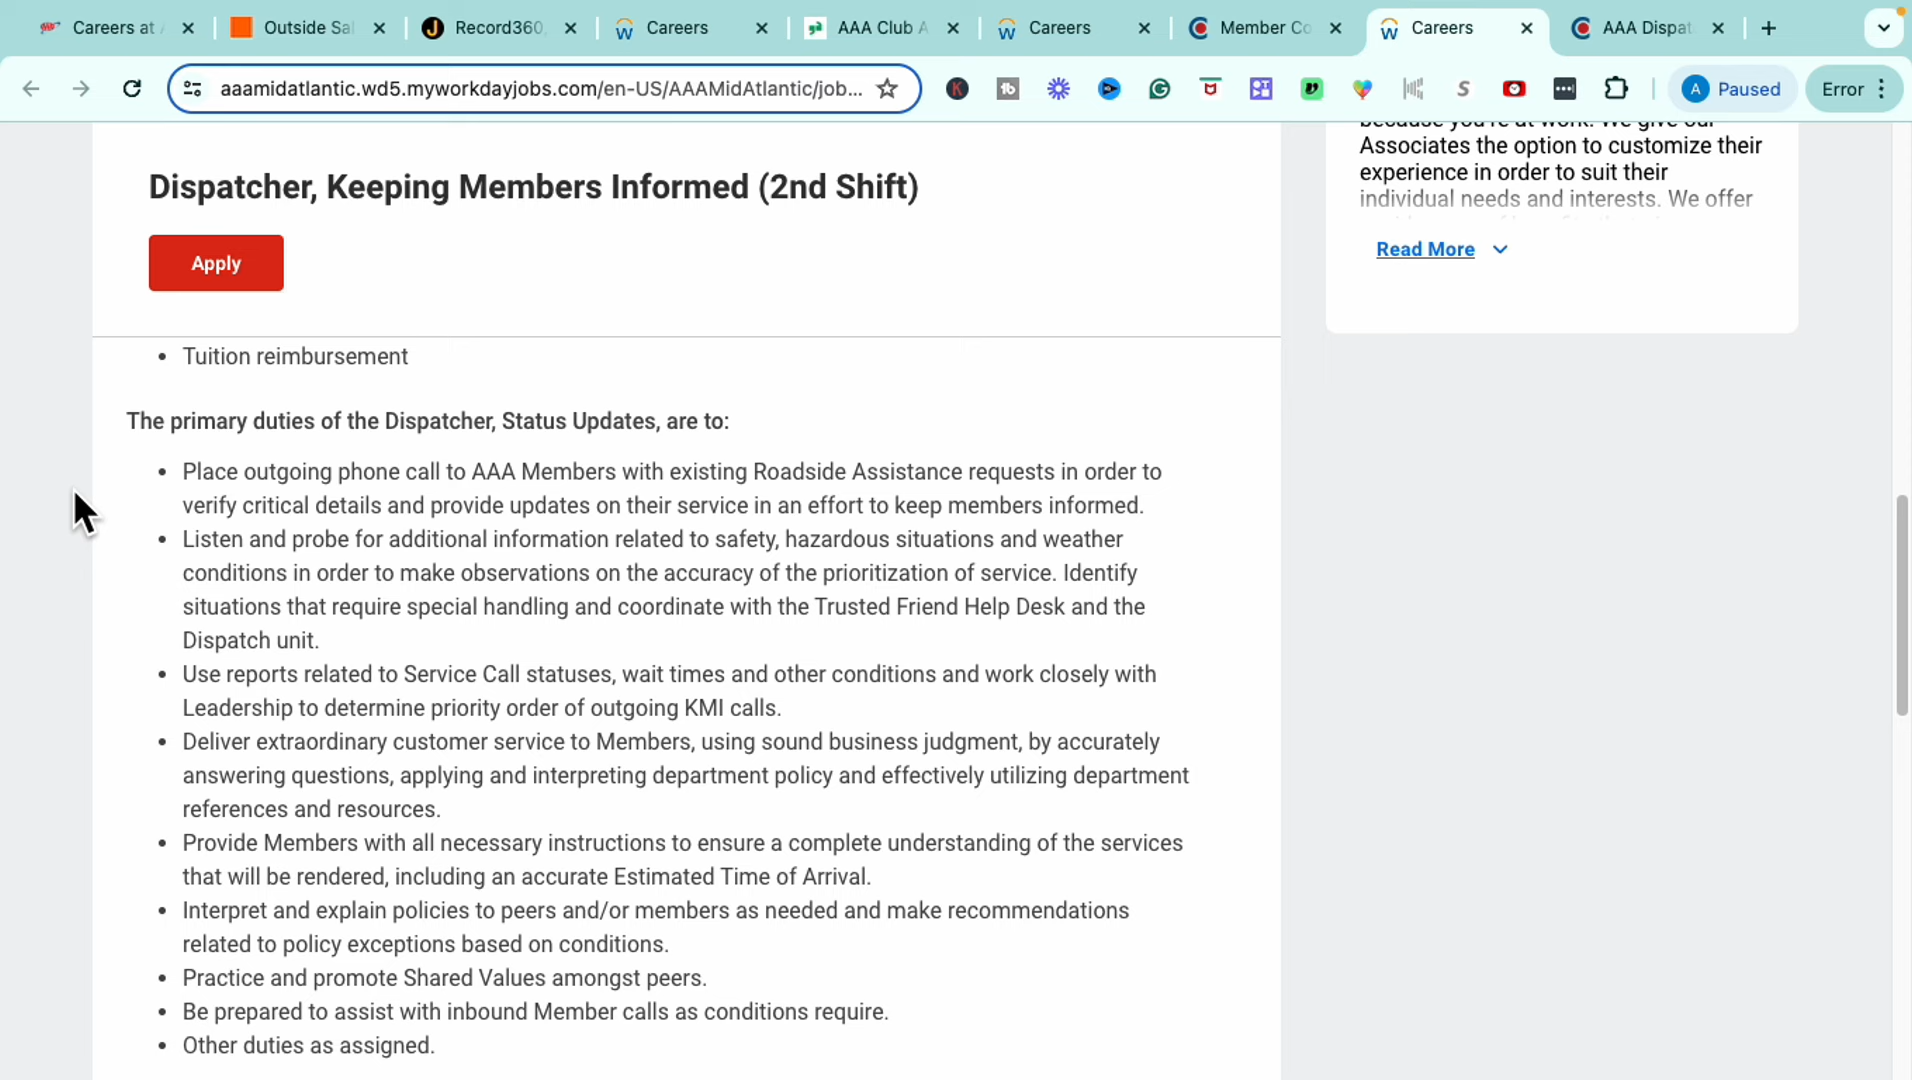 Careers at
Outside Sal
Record360,
Careers
AAA Club A
Careers
Member Co
Careers
AAA Dispat
aaamidatlantic.wd5.myworkdayjobs.com/en-US/AAAMidAtlantic/job...
Paused
Error
Dispatcher, Keeping Members Informed (2nd Shift)
Apply
because you're at work. We give our
Associates the option to customize their
experience in order to suit their
individual needs and interests. We offer
Read More
• Tuition reimbursement
The primary duties of the Dispatcher, Status Updates, are to:
• Place outgoing phone call to AAA Members with existing Roadside Assistance requests in order to
verify critical details and provide updates on their service in an effort to keep members informed.
• Listen and probe for additional information related to safety, hazardous situations and weather
conditions in order to make observations on the accuracy of the prioritization of service. Identify
situations that require special handling and coordinate with the Trusted Friend Help Desk and the
Dispatch unit.
• Use reports related to Service Call statuses, wait times and other conditions and work closely with
Leadership to determine priority order of outgoing KMI calls.
• Deliver extraordinary customer service to Members, using sound business judgment, by accurately
answering questions, applying and interpreting department policy and effectively utilizing department
references and resources.
• Provide Members with all necessary instructions to ensure a complete understanding of the services
that will be rendered, including an accurate Estimated Time of Arrival.
• Interpret and explain policies to peers and/or members as needed and make recommendations
related to policy exceptions based on conditions.
• Practice and promote Shared Values amongst peers.
• Be prepared to assist with inbound Member calls as conditions require.
• Other duties as assigned.